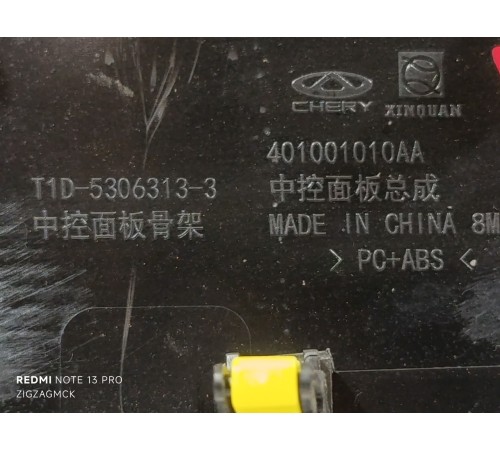 CHERY
XINQUAN
401001010AA
T1D-5306313-3
中控面板总成
中控面板骨架
MADE IN CHINA 8M
> PC+ABS <
REDMI NOTE 13 PRO
ZIGZAGMCK